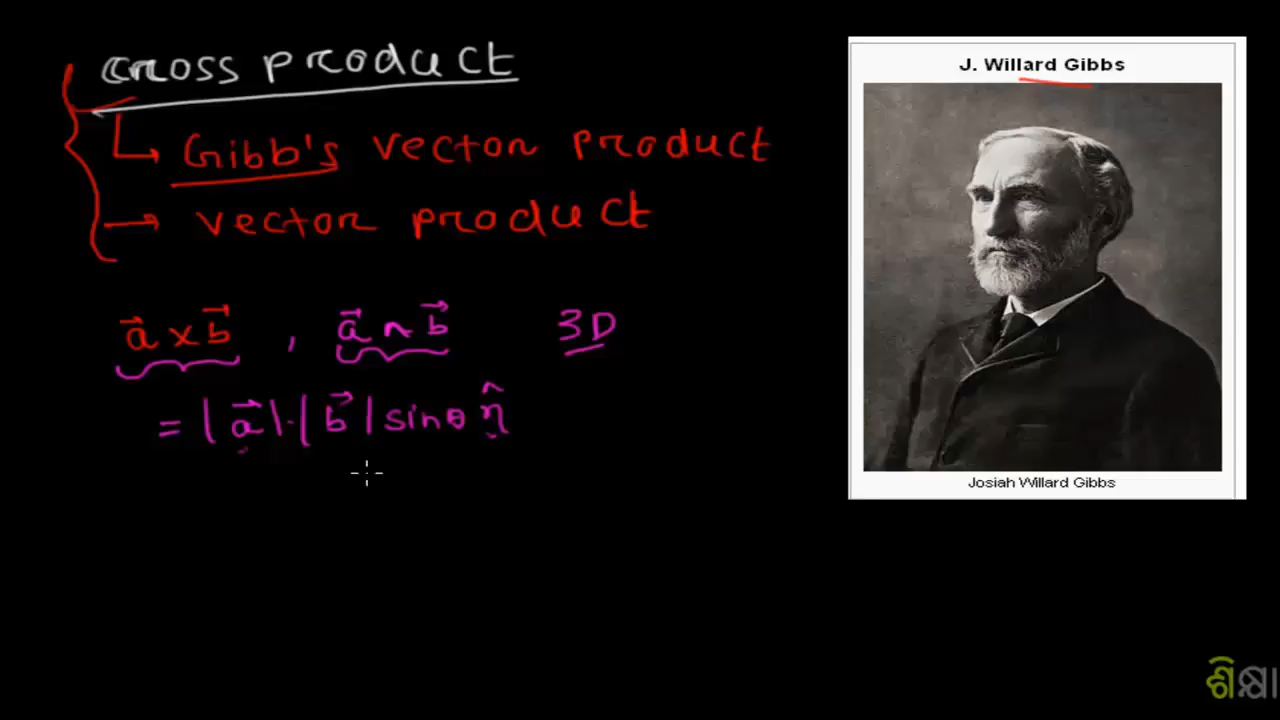 cross product
↳ Gibb's vector product
→ vector product
a⃗ × b⃗ , a⃗ ∧ b⃗ 3D
= |a⃗|·|b⃗| sinθ n̂
J. Willard Gibbs
Josiah Willard Gibbs
ଶିକ୍ଷା